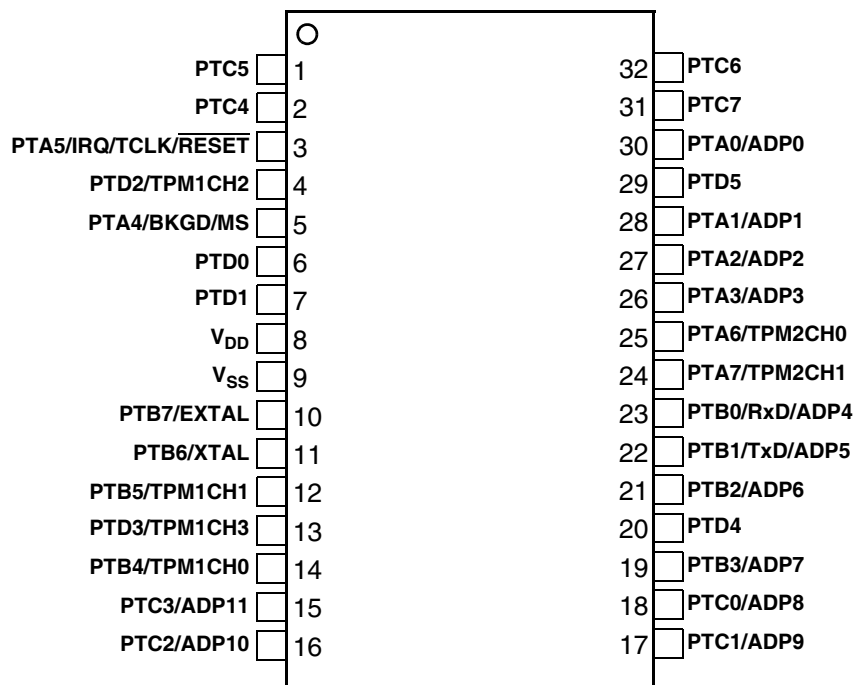 PTC5 1 32 PTC6
PTC4 2 31 PTC7
PTA5/IRQ/TCLK/RESET 3 30 PTA0/ADP0
PTD2/TPM1CH2 4 29 PTD5
PTA4/BKGD/MS 5 28 PTA1/ADP1
PTD0 6 27 PTA2/ADP2
PTD1 7 26 PTA3/ADP3
VDD 8 25 PTA6/TPM2CH0
VSS 9 24 PTA7/TPM2CH1
PTB7/EXTAL 10 23 PTB0/RxD/ADP4
PTB6/XTAL 11 22 PTB1/TxD/ADP5
PTB5/TPM1CH1 12 21 PTB2/ADP6
PTD3/TPM1CH3 13 20 PTD4
PTB4/TPM1CH0 14 19 PTB3/ADP7
PTC3/ADP11 15 18 PTC0/ADP8
PTC2/ADP10 16 17 PTC1/ADP9